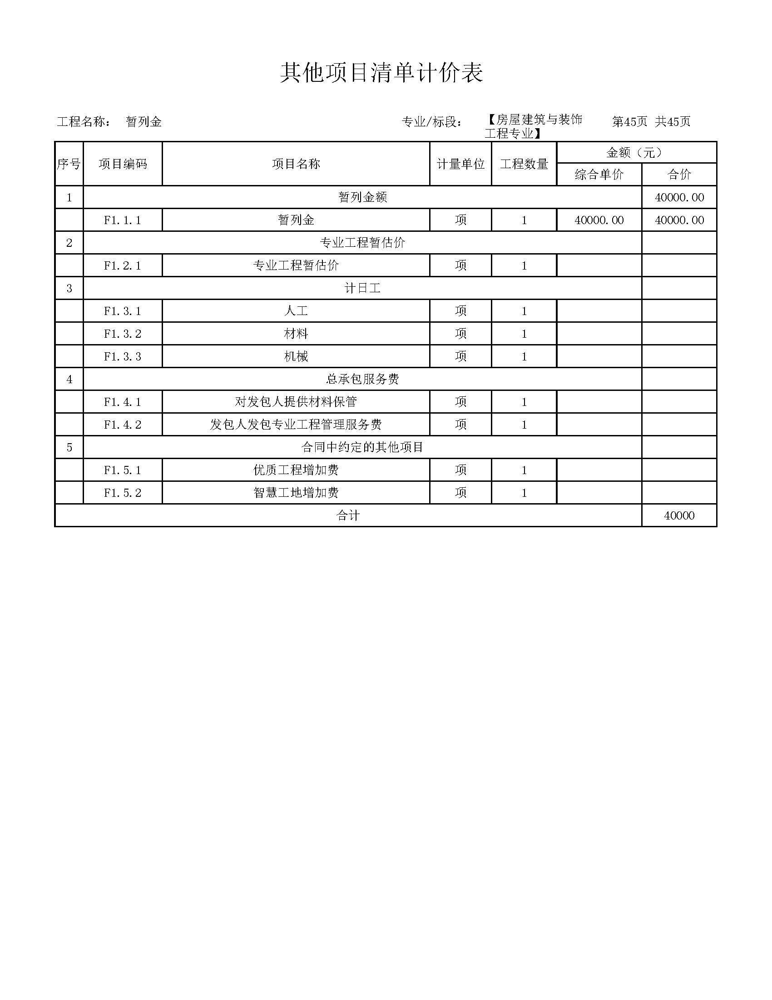 其他项目清单计价表
工程名称： 暂列金 专业/标段： 【房屋建筑与装饰 第45页 共45页
工程专业】
序号 项目编码 项目名称 计量单位 工程数量 金额（元）
综合单价 合价
1 暂列金额 40000.00
F1.1.1 暂列金 项 1 40000.00 40000.00
2 专业工程暂估价
F1.2.1 专业工程暂估价 项 1
3 计日工
F1.3.1 人工 项 1
F1.3.2 材料 项 1
F1.3.3 机械 项 1
4 总承包服务费
F1.4.1 对发包人提供材料保管 项 1
F1.4.2 发包人发包专业工程管理服务费 项 1
5 合同中约定的其他项目
F1.5.1 优质工程增加费 项 1
F1.5.2 智慧工地增加费 项 1
合计 40000